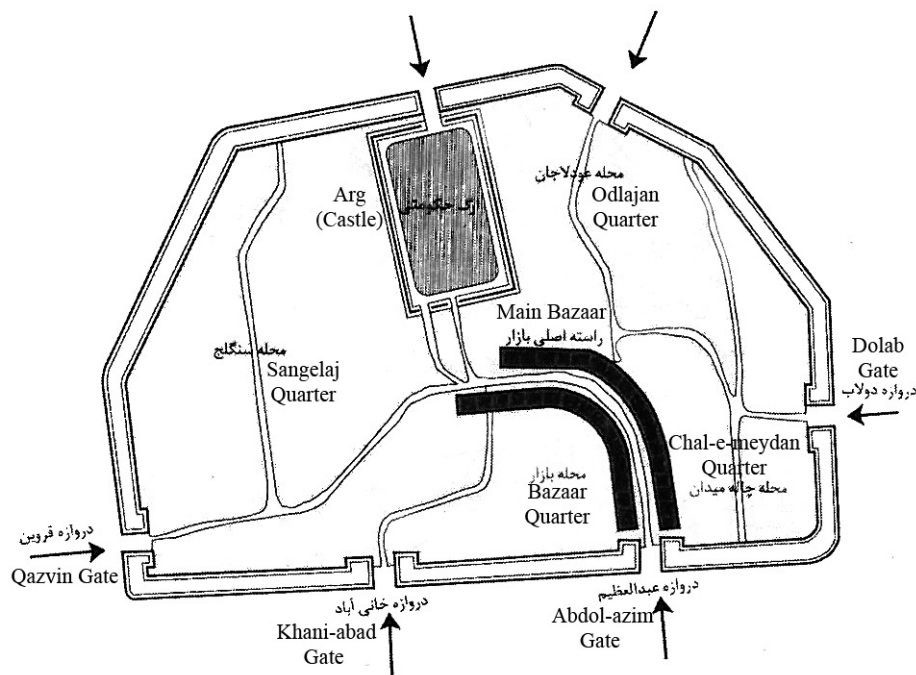 محله عودلاجان
Odlajan
Quarter
Arg
(Castle)
ارگ حکومتی
Main Bazaar
راسته اصلی بازار
محله سنگلج
Sangelaj
Quarter
Dolab
Gate
دروازه دولاب
Chal-e-meydan
Quarter
محله چاله میدان
محله بازار
Bazaar
Quarter
دروازه قزوین
Qazvin Gate
دروازه خانی آباد
Khani-abad
Gate
دروازه عبدالعظیم
Abdol-azim
Gate